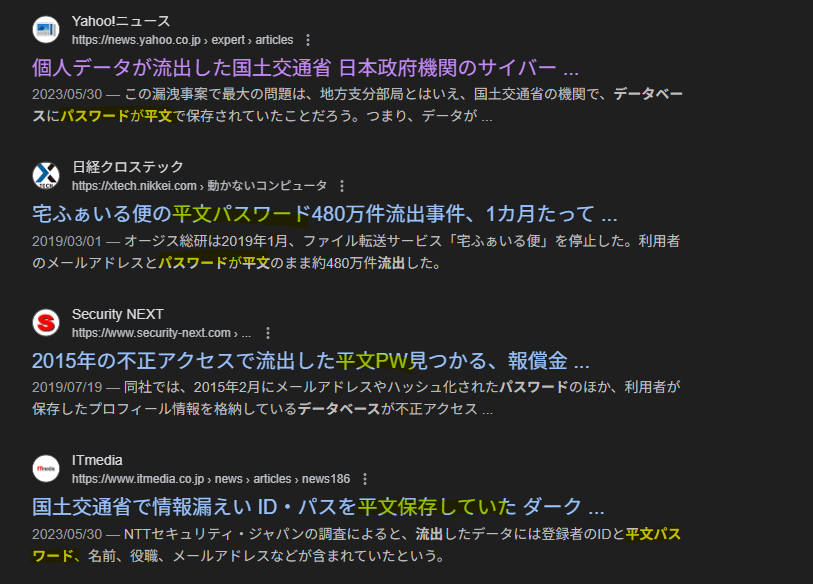 Yahoo!ニュース
https://news.yahoo.co.jp › expert › articles
個人データが流出した国土交通省 日本政府機関のサイバー ...
2023/05/30 — この漏洩事案で最大の問題は、地方支分部局とはいえ、国土交通省の機関で、データベー
スにパスワードが平文で保存されていたことだろう。つまり、データが ...
日経クロステック
https://xtech.nikkei.com › 動かないコンピュータ
宅ふぁいる便の平文パスワード480万件流出事件、1カ月たって ...
2019/03/01 — オージス総研は2019年1月、ファイル転送サービス「宅ふぁいる便」を停止した。利用者
のメールアドレスとパスワードが平文のまま約480万件流出した。
Security NEXT
https://www.security-next.com › ...
2015年の不正アクセスで流出した平文PW見つかる、報償金 ...
2019/07/19 — 同社では、2015年2月にメールアドレスやハッシュ化されたパスワードのほか、利用者が
保存したプロフィール情報を格納しているデータベースが不正アクセス ...
ITmedia
https://www.itmedia.co.jp › news › articles › news186
国土交通省で情報漏えい ID・パスを平文保存していた ダーク ...
2023/05/30 — NTTセキュリティ・ジャパンの調査によると、流出したデータには登録者のIDと平文パス
ワード、名前、役職、メールアドレスなどが含まれていたという。